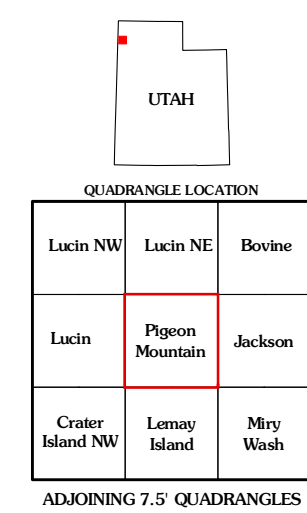 UTAH
QUADRANGLE LOCATION
Lucin NW Lucin NE Bovine
Lucin Pigeon Mountain Jackson
Crater Island NW Lemay Island Miry Wash
ADJOINING 7.5' QUADRANGLES